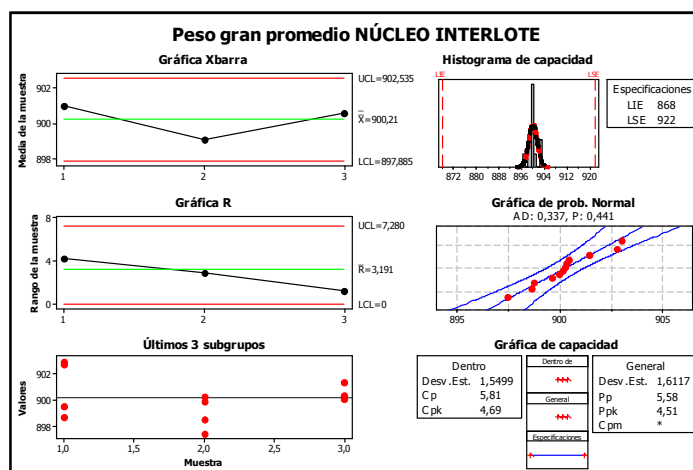 Peso gran promedio NÚCLEO INTERLOTE
Gráfica Xbarra
Media de la muestra
902
900
898
1
2
3
UCL=902,535
X=900,21
LCL=897,885
Gráfica R
Rango de la muestra
8
4
0
1
2
3
UCL=7,280
R=3,191
LCL=0
Últimos 3 subgrupos
Valores
902
900
898
1,0
1,5
2,0
2,5
3,0
Muestra
Histograma de capacidad
LIE
LSE
872
880
888
896
904
912
920
Especificaciones
LIE 868
LSE 922
Gráfica de prob. Normal
AD: 0,337, P: 0,441
895
900
905
Gráfica de capacidad
Dentro
Desv.Est. 1,5499
Cp 5,81
Cpk 4,69
Dentro de
General
Especificaciones
General
Desv.Est. 1,6117
Pp 5,58
Ppk 4,51
Cpm *